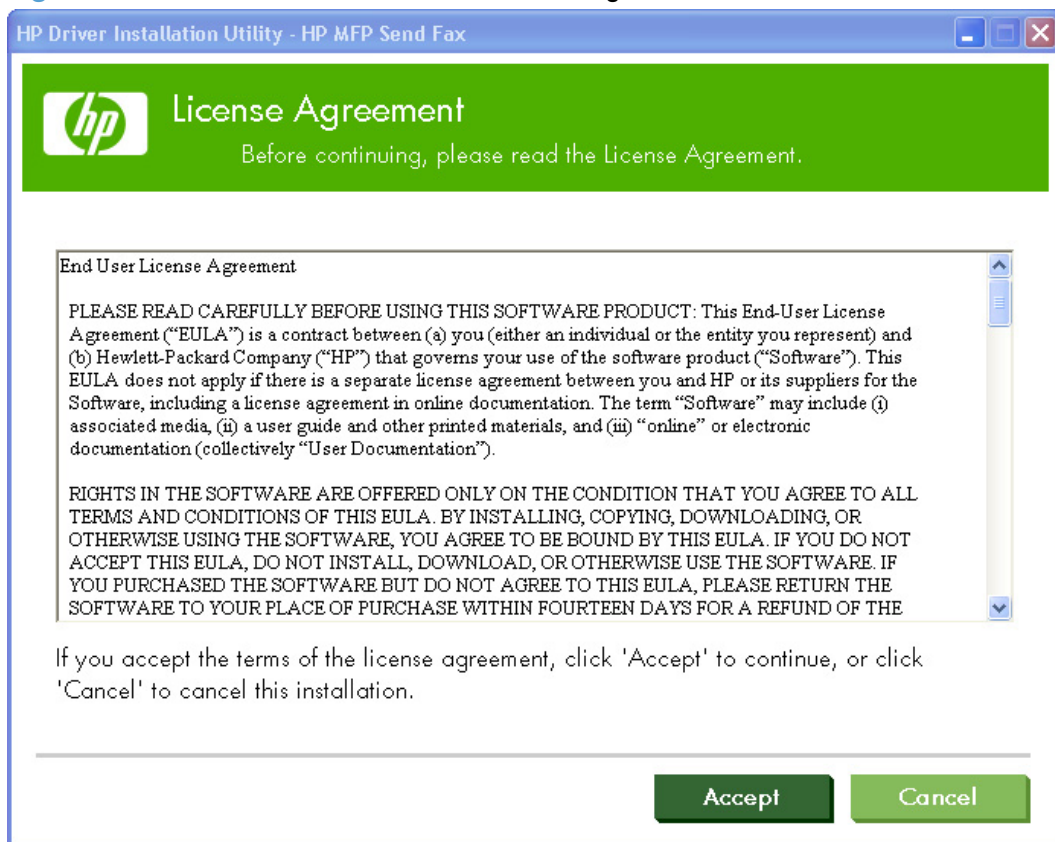 HP Driver Installation Utility - HP MFP Send Fax
hp
License Agreement
Before continuing, please read the License Agreement.
End User License Agreement
PLEASE READ CAREFULLY BEFORE USING THIS SOFTWARE PRODUCT: This End-User License
Agreement (“EULA”) is a contract between (a) you (either an individual or the entity you represent) and
(b) Hewlett-Packard Company (“HP”) that governs your use of the software product (“Software”). This
EULA does not apply if there is a separate license agreement between you and HP or its suppliers for the
Software, including a license agreement in online documentation. The term “Software” may include (i)
associated media, (ii) a user guide and other printed materials, and (iii) “online” or electronic
documentation (collectively “User Documentation”).
RIGHTS IN THE SOFTWARE ARE OFFERED ONLY ON THE CONDITION THAT YOU AGREE TO ALL
TERMS AND CONDITIONS OF THIS EULA. BY INSTALLING, COPYING, DOWNLOADING, OR
OTHERWISE USING THE SOFTWARE, YOU AGREE TO BE BOUND BY THIS EULA. IF YOU DO NOT
ACCEPT THIS EULA, DO NOT INSTALL, DOWNLOAD, OR OTHERWISE USE THE SOFTWARE. IF
YOU PURCHASED THE SOFTWARE BUT DO NOT AGREE TO THIS EULA, PLEASE RETURN THE
SOFTWARE TO YOUR PLACE OF PURCHASE WITHIN FOURTEEN DAYS FOR A REFUND OF THE
If you accept the terms of the license agreement, click 'Accept' to continue, or click
'Cancel' to cancel this installation.
Accept
Cancel